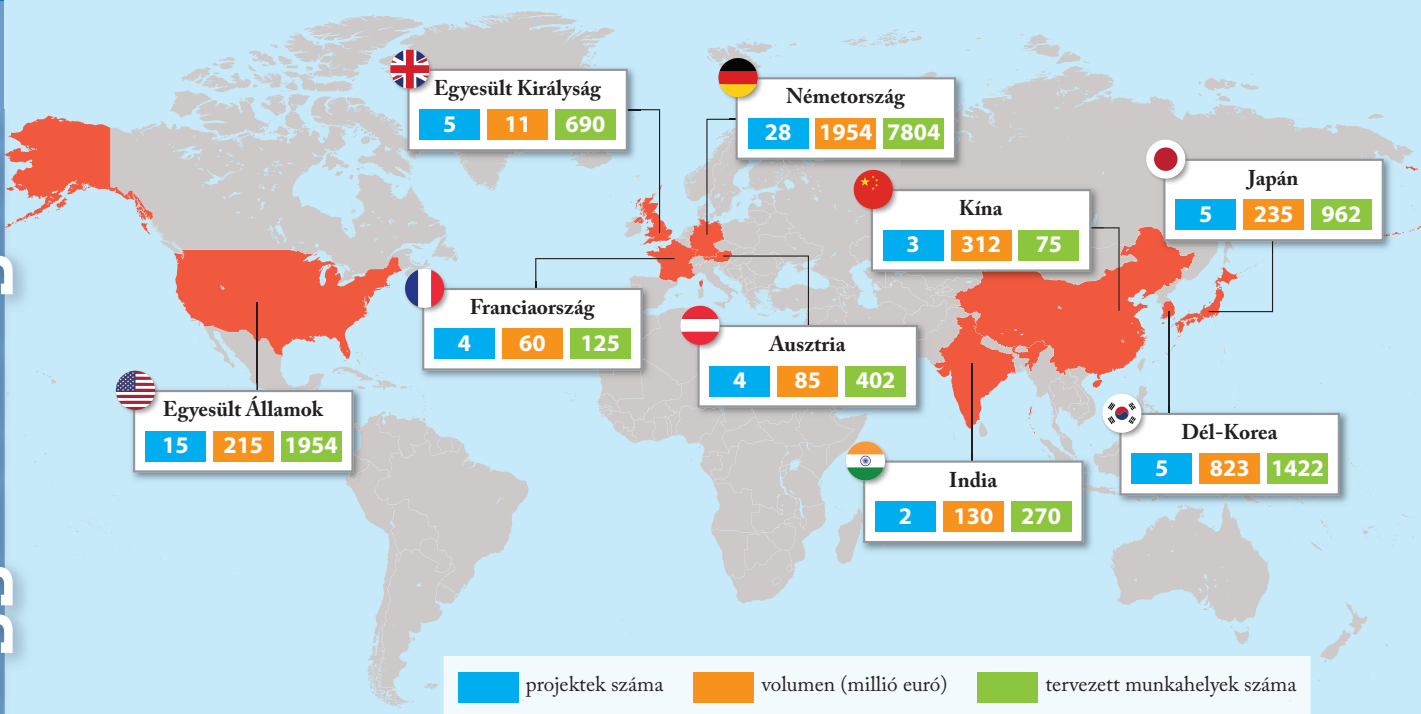 Egyesült Királyság
5 11 690
Németország
28 1954 7804
Japán
5 235 962
Kína
3 312 75
Franciaország
4 60 125
Ausztria
4 85 402
Egyesült Államok
15 215 1954
Dél-Korea
5 823 1422
India
2 130 270
projektek száma volumen (millió euró) tervezett munkahelyek száma